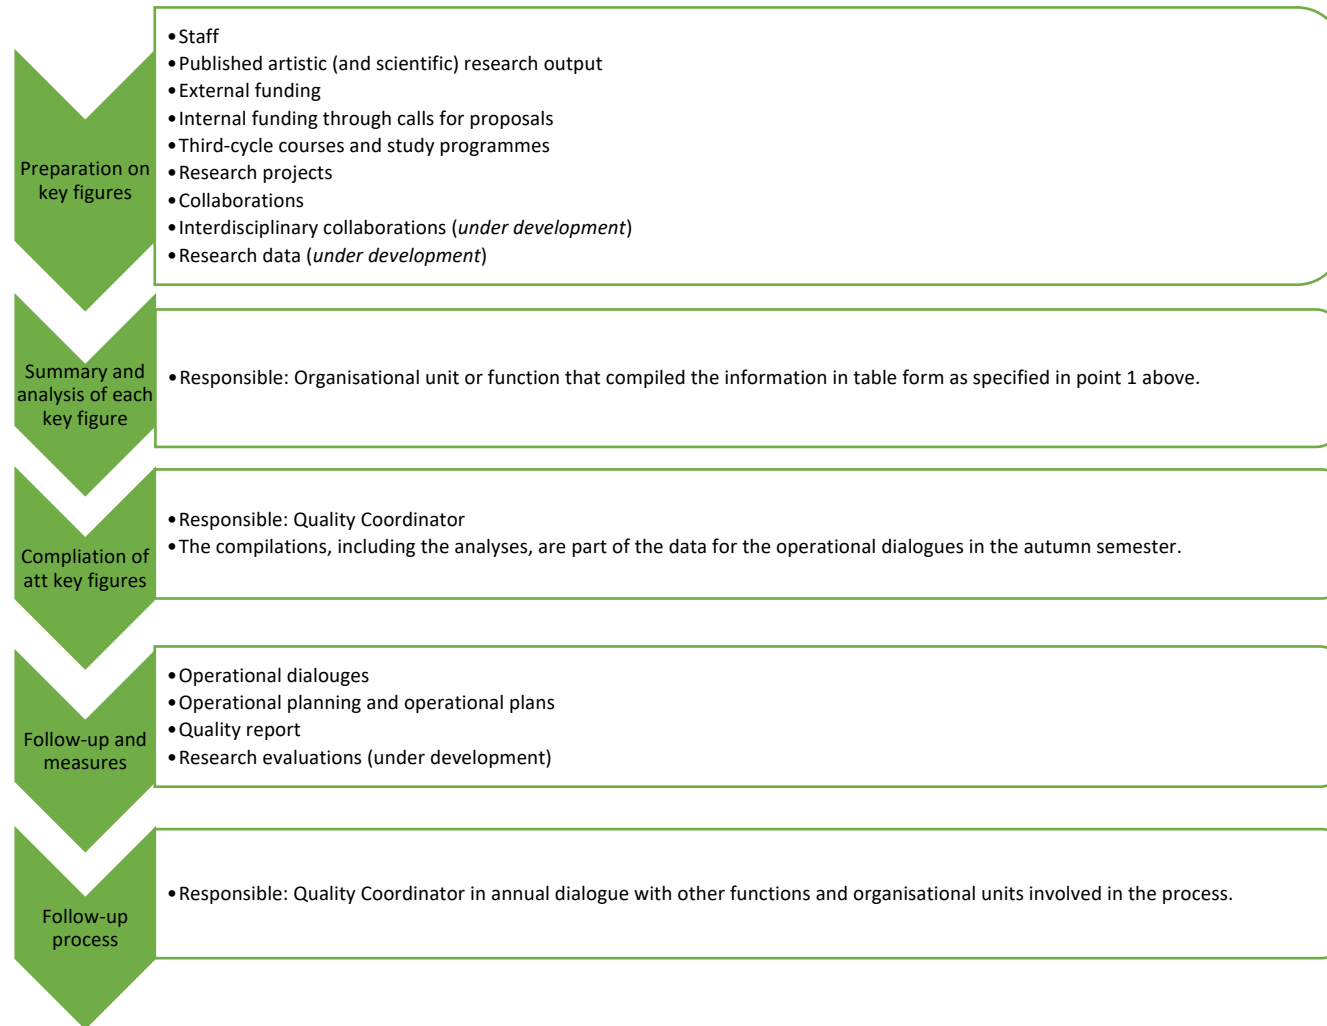 Preparation on
key figures
•Staff
•Published artistic (and scientific) research output
•External funding
•Internal funding through calls for proposals
•Third-cycle courses and study programmes
•Research projects
•Collaborations
•Interdisciplinary collaborations (under development)
•Research data (under development)
Summary and
analysis of each
key figure
•Responsible: Organisational unit or function that compiled the information in table form as specified in point 1 above.
Compliation of
att key figures
•Responsible: Quality Coordinator
•The compilations, including the analyses, are part of the data for the operational dialogues in the autumn semester.
Follow-up and
measures
•Operational dialouges
•Operational planning and operational plans
•Quality report
•Research evaluations (under development)
Follow-up
process
•Responsible: Quality Coordinator in annual dialogue with other functions and organisational units involved in the process.